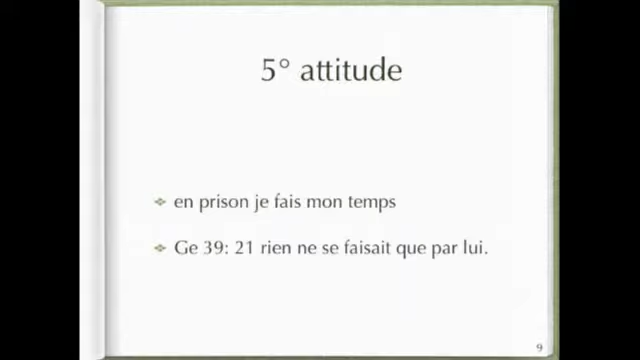 5° attitude
en prison je fais mon temps
Ge 39: 21 rien ne se faisait que par lui.
9